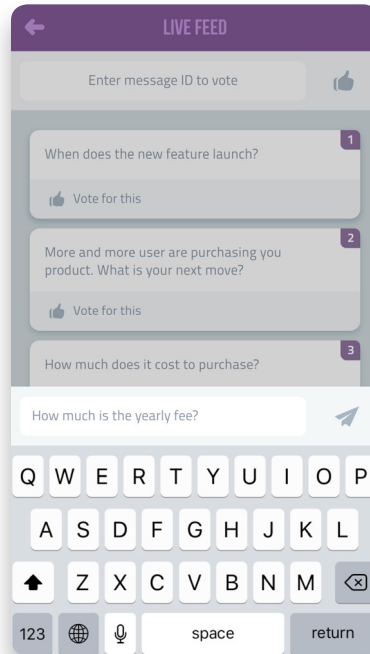 LIVE FEED
Enter message ID to vote
1
When does the new feature launch?
Vote for this
2
More and more user are purchasing you
product. What is your next move?
Vote for this
3
How much does it cost to purchase?
How much is the yearly fee?
Q W E R T Y U I O P
A S D F G H J K L
Z X C V B N M
123 space return